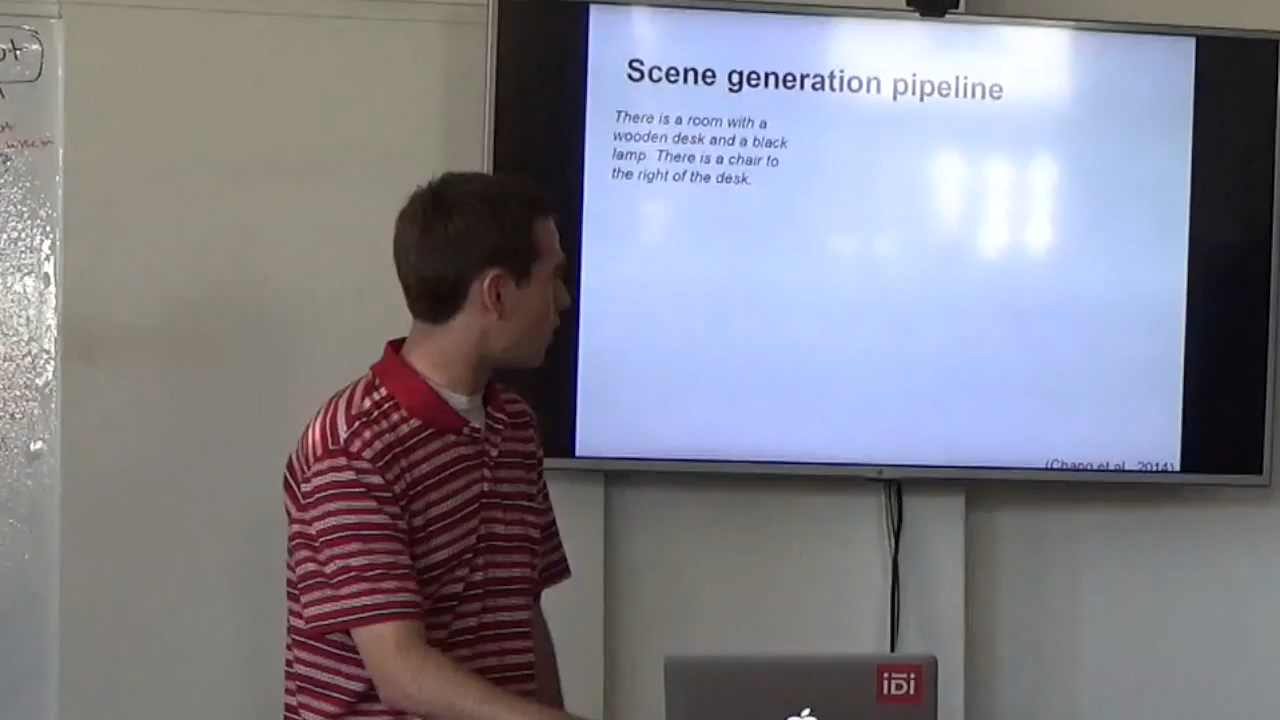 Scene generation pipeline
There is a room with a
wooden desk and a black
lamp. There is a chair to
the right of the desk.
(Chang et al., 2014)
iDi